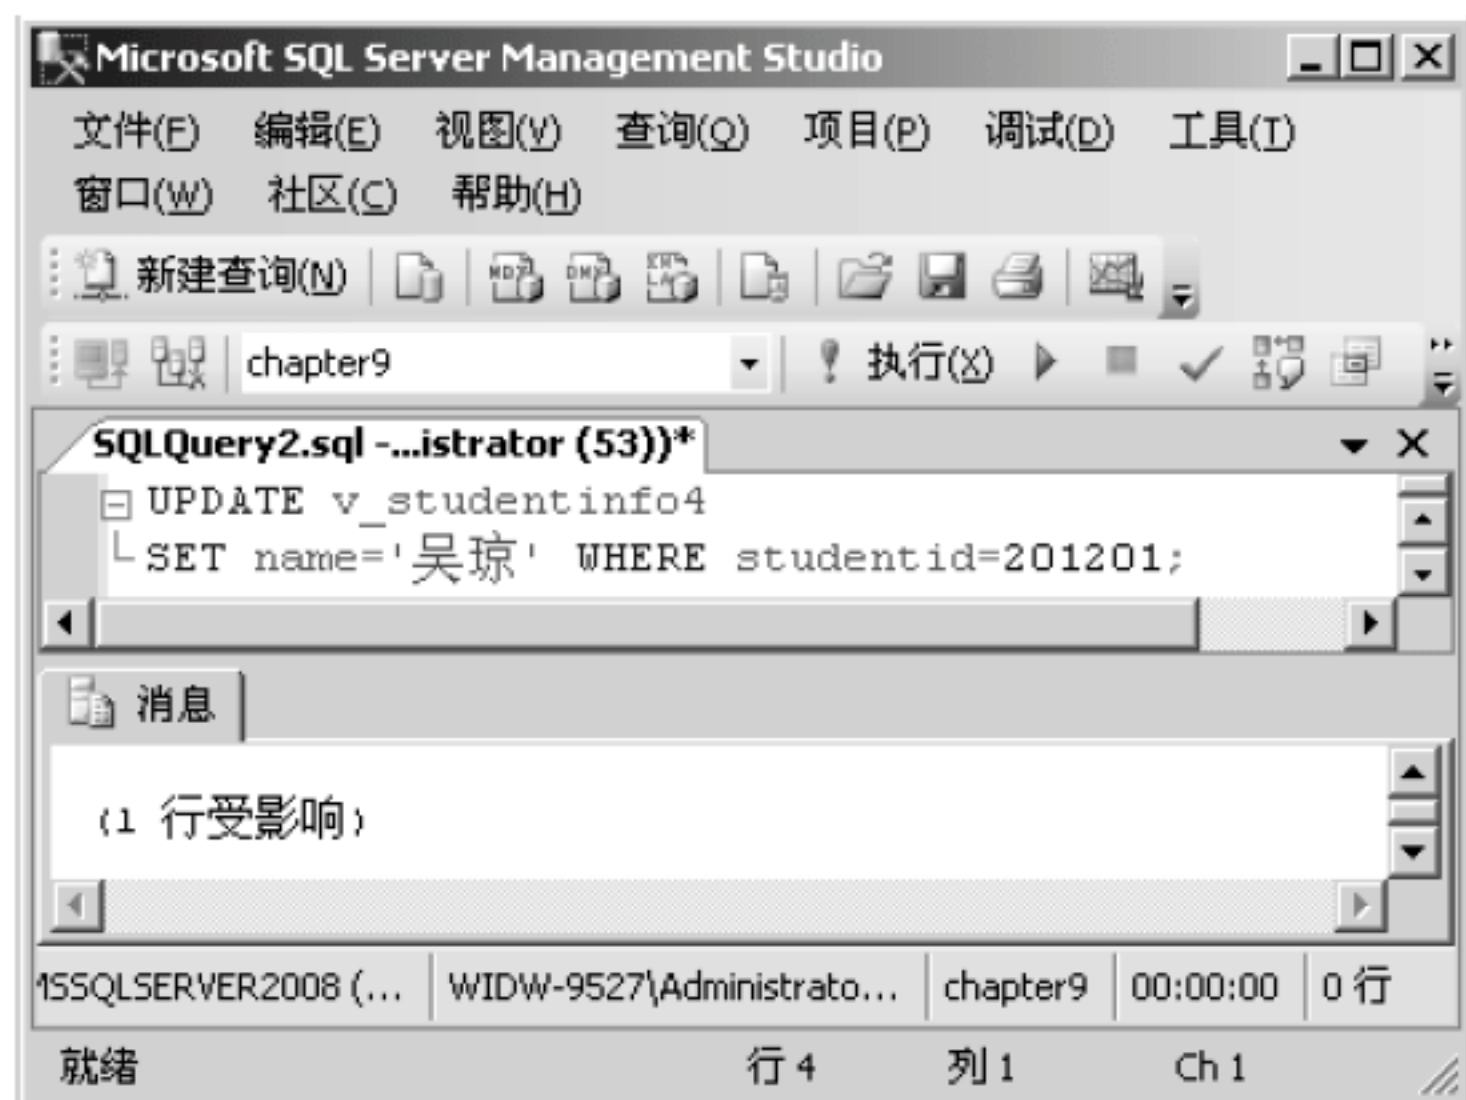 Microsoft SQL Server Management Studio
文件(F) 编辑(E) 视图(V) 查询(Q) 项目(P) 调试(D) 工具(T)
窗口(W) 社区(C) 帮助(H)
新建查询(N)
chapter9 执行(X)
SQLQuery2.sql -...istrator (53))*
UPDATE v_studentinfo4
SET name='吴琼' WHERE studentid=201201;
消息
(1 行受影响)
MSSQLSERVER2008 (... WIDW-9527\Administrato... chapter9 00:00:00 0 行
就绪 行 4 列 1 Ch 1